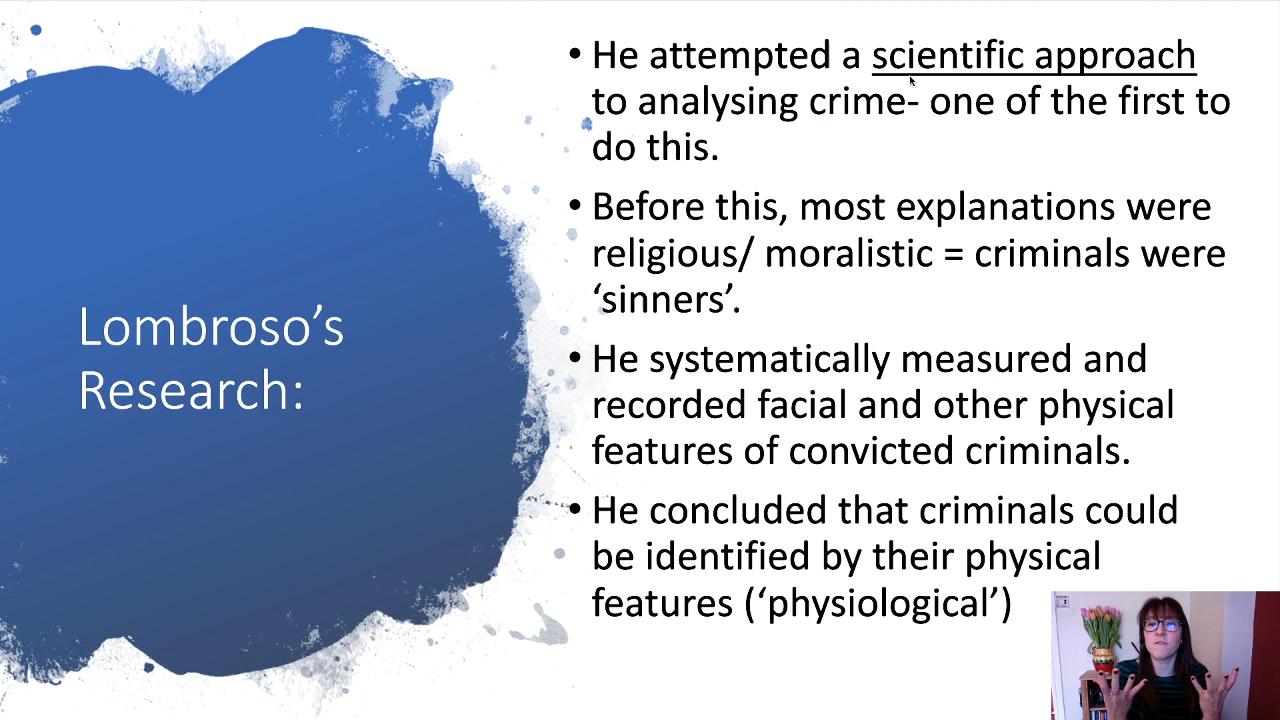 Lombroso’s
Research:
• He attempted a scientific approach
to analysing crime- one of the first to
do this.
• Before this, most explanations were
religious/ moralistic = criminals were
‘sinners’.
• He systematically measured and
recorded facial and other physical
features of convicted criminals.
• He concluded that criminals could
be identified by their physical
features (‘physiological’)